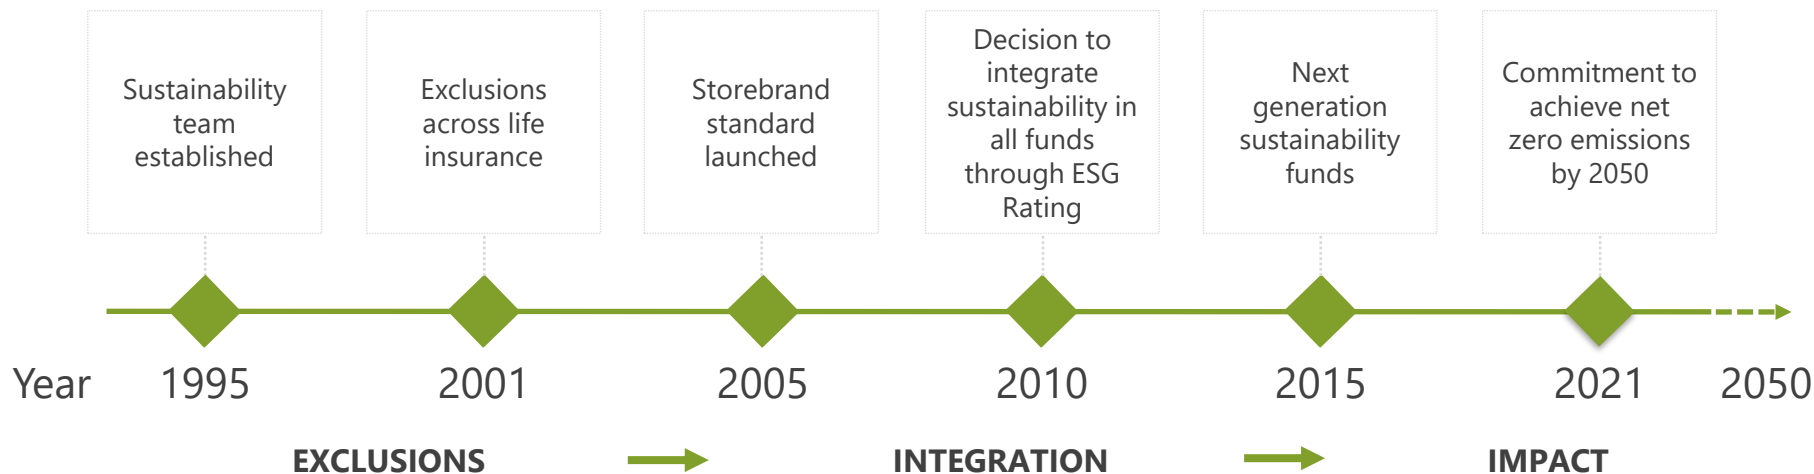 Sustainability
team
established
Exclusions
across life
insurance
Storebrand
standard
launched
Decision to
integrate
sustainability in
all funds
through ESG
Rating
Next
generation
sustainability
funds
Commitment to
achieve net
zero emissions
by 2050
Year 1995 2001 2005 2010 2015 2021 2050
EXCLUSIONS INTEGRATION IMPACT